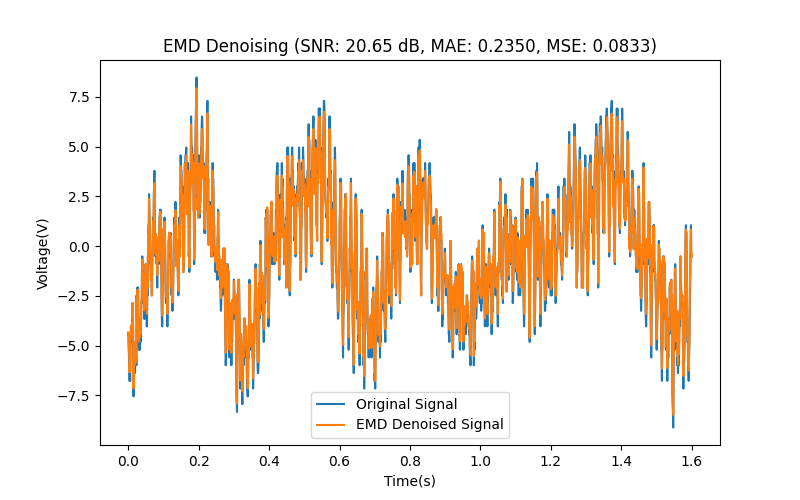 EMD Denoising (SNR: 20.65 dB, MAE: 0.2350, MSE: 0.0833)
7.5
5.0
2.5
0.0
−2.5
−5.0
−7.5
Voltage(V)
Original Signal
EMD Denoised Signal
0.0 0.2 0.4 0.6 0.8 1.0 1.2 1.4 1.6
Time(s)